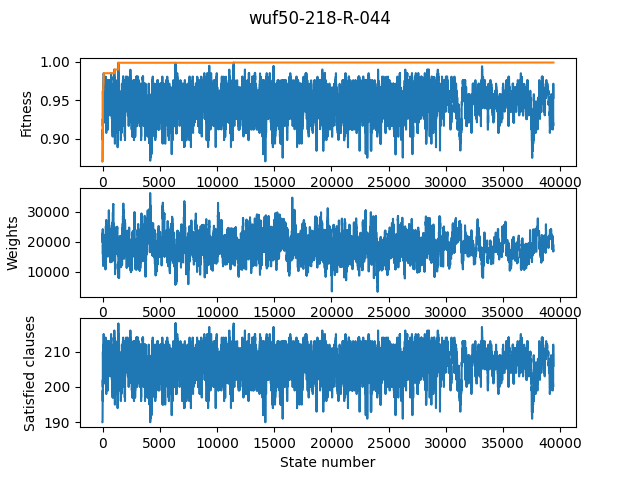 wuf50-218-R-044
Fitness
1.00
0.95
0.90
0 5000 10000 15000 20000 25000 30000 35000 40000
Weights
30000
20000
10000
0 5000 10000 15000 20000 25000 30000 35000 40000
Satisfied clauses
210
200
190
0 5000 10000 15000 20000 25000 30000 35000 40000
State number